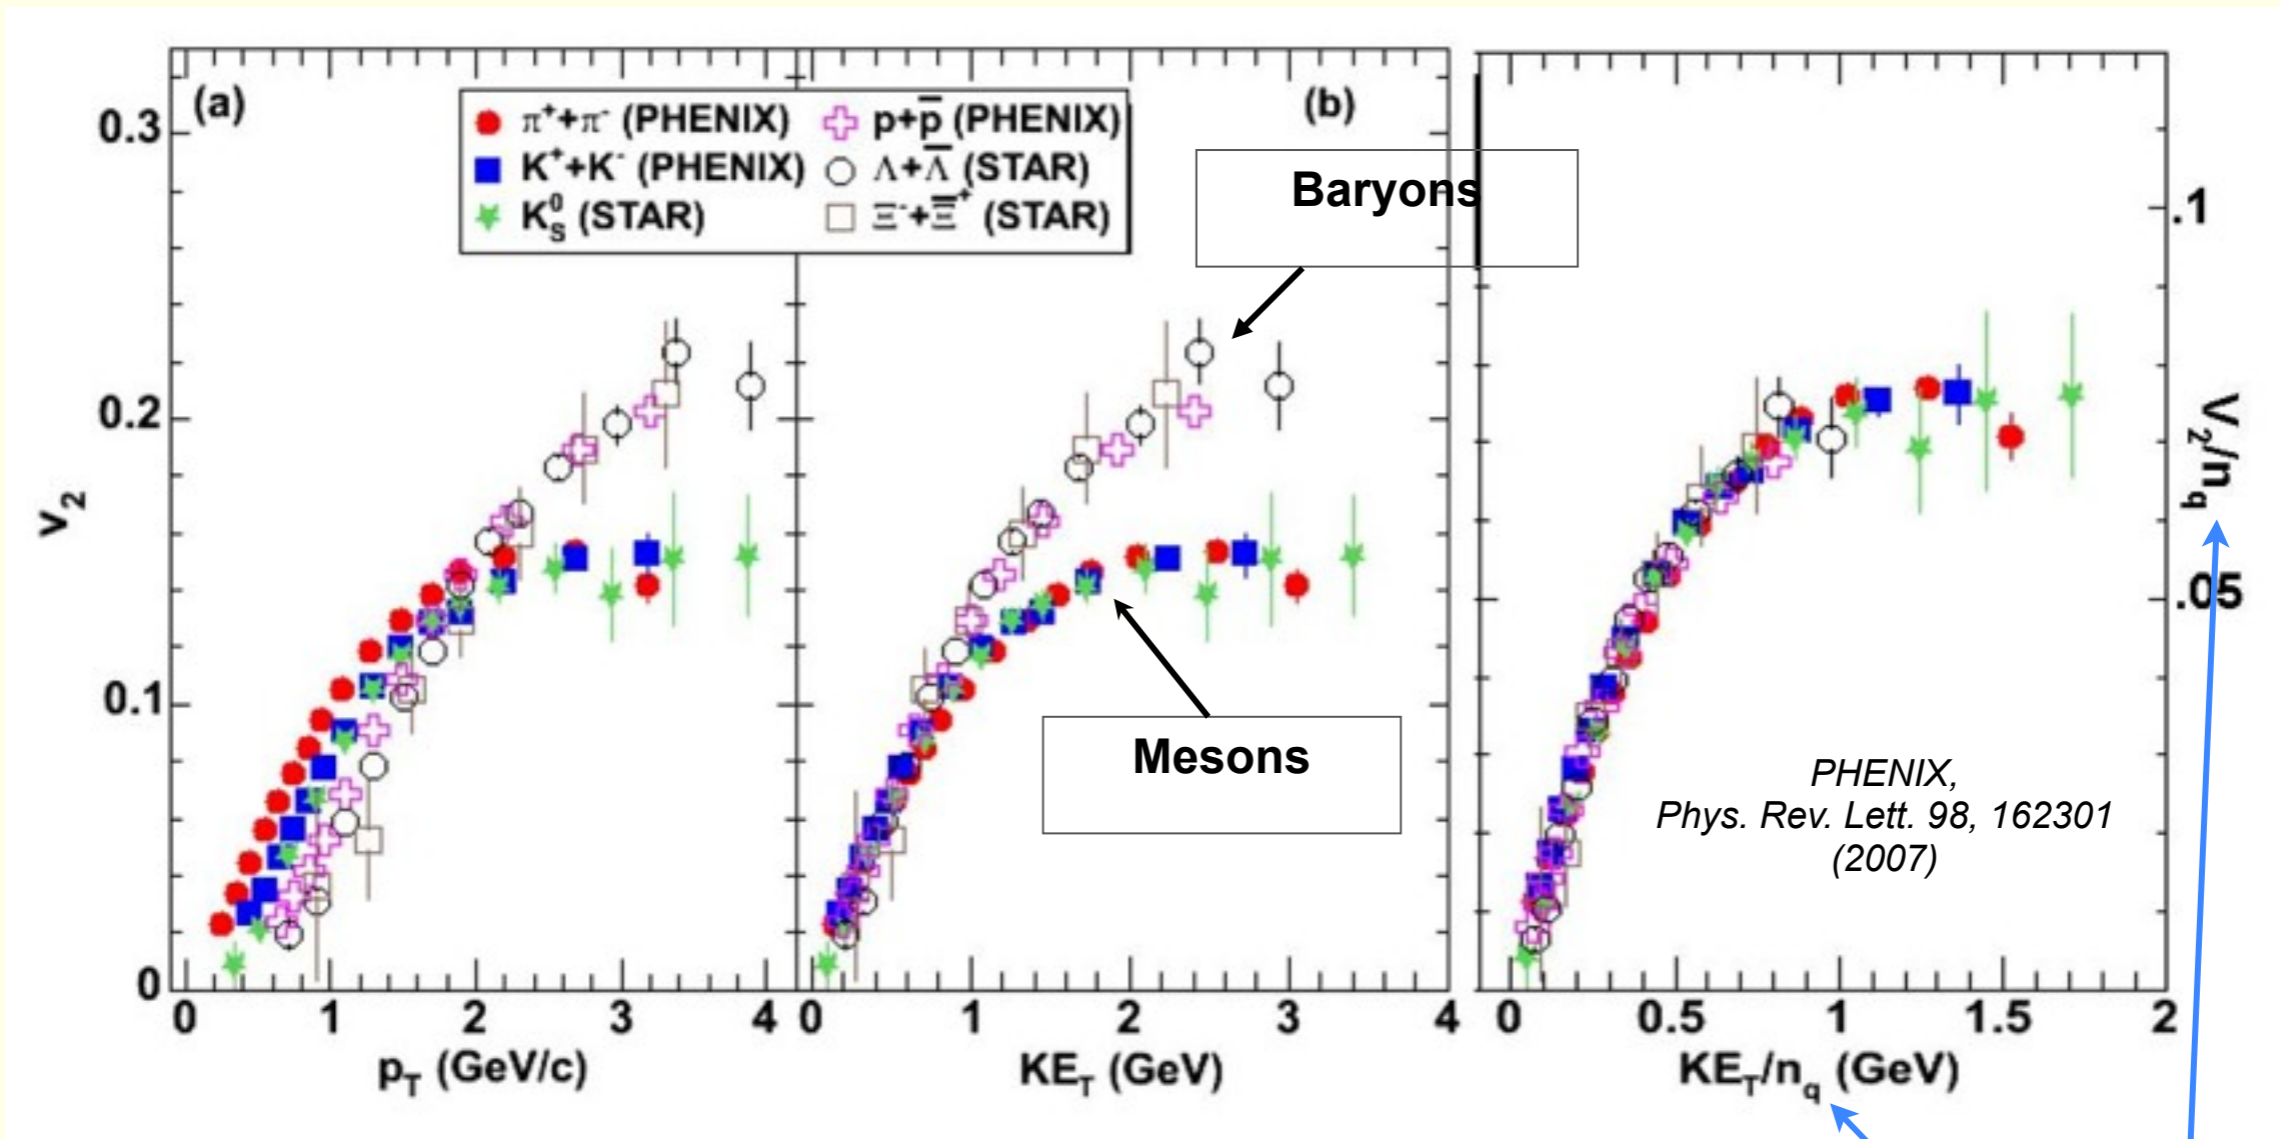 (a)
(b)
π⁺+π⁻ (PHENIX)
p+p̅ (PHENIX)
K⁺+K⁻ (PHENIX)
Λ+Λ̅ (STAR)
K⁰S (STAR)
Ξ⁻+Ξ̅⁺ (STAR)
Baryons
Mesons
0.3
0.2
0.1
0
v₂
0 1 2 3 4
pT (GeV/c)
0 1 2 3 4
KET (GeV)
.1
.05
V₂/nq
PHENIX,
Phys. Rev. Lett. 98, 162301
(2007)
0 0.5 1 1.5 2
KET/nq (GeV)